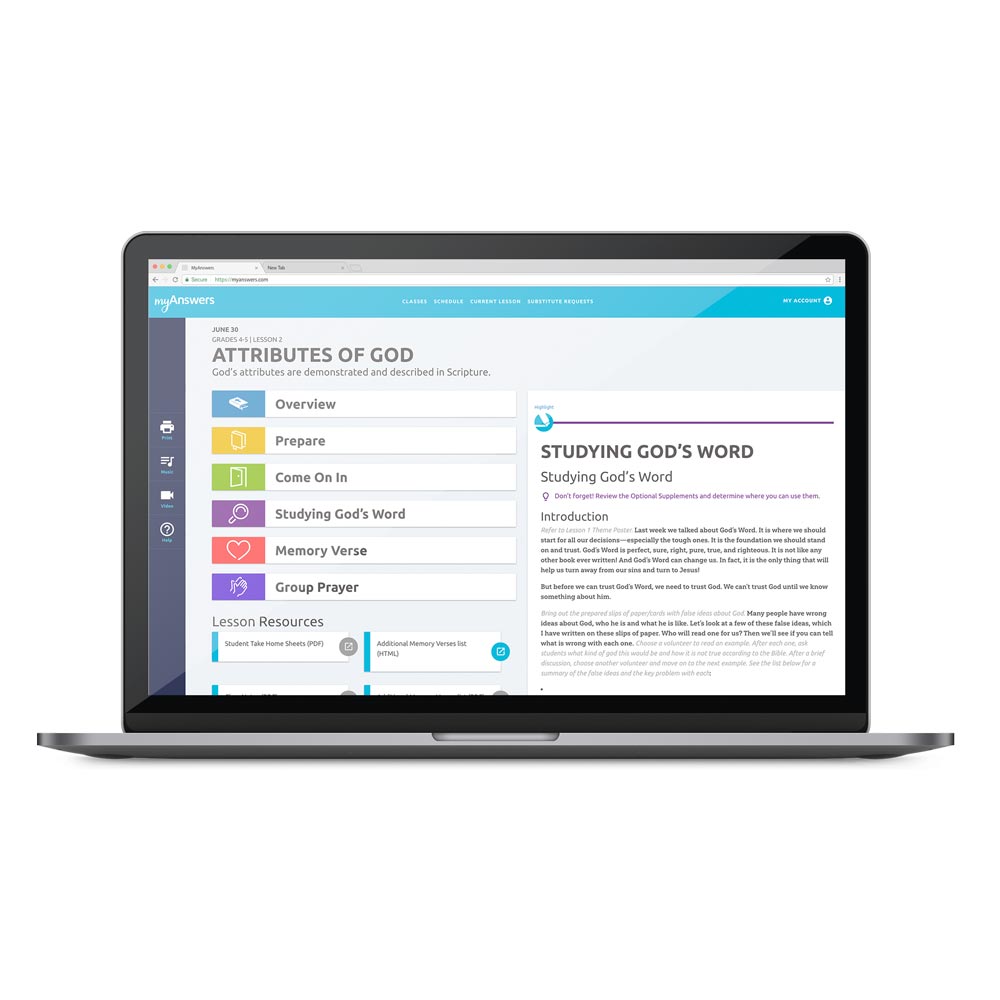 MyAnswers
New Tab
Secure
https://myanswers.com
myAnswers
CLASSES SCHEDULE CURRENT LESSON SUBSTITUTE REQUESTS
MY ACCOUNT
Print
Music
Video
Help
JUNE 30
GRADES 4-5 | LESSON 2
ATTRIBUTES OF GOD
God's attributes are demonstrated and described in Scripture.
Overview
Prepare
Come On In
Studying God's Word
Memory Verse
Group Prayer
Lesson Resources
Student Take Home Sheets (PDF)
Additional Memory Verses list
(HTML)
Highlight
STUDYING GOD'S WORD
Studying God's Word
Don't forget! Review the Optional Supplements and determine where you can use them.
Introduction
Refer to Lesson 1 Theme Poster. Last week we talked about God's Word. It is where we should
start for all our decisions—especially the tough ones. It is the foundation we should stand
on and trust. God's Word is perfect, sure, right, pure, true, and righteous. It is not like any
other book ever written! And God's Word can change us. In fact, it is the only thing that will
help us turn away from our sins and turn to Jesus!
But before we can trust God's Word, we need to trust God. We can't trust God until we know
something about him.
Bring out the prepared slips of paper/cards with false ideas about God. Many people have wrong
ideas about God, who he is and what he is like. Let's look at a few of these false ideas, which
I have written on these slips of paper. Who will read one for us? Then we'll see if you can tell
what is wrong with each one. Choose a volunteer to read on example. After each one, ask
students what kind of god this would be and how it is not true according to the Bible. After a brief
discussion, choose another volunteer and move on to the next example. See the list below for a
summary of the false ideas and the key problem with each: